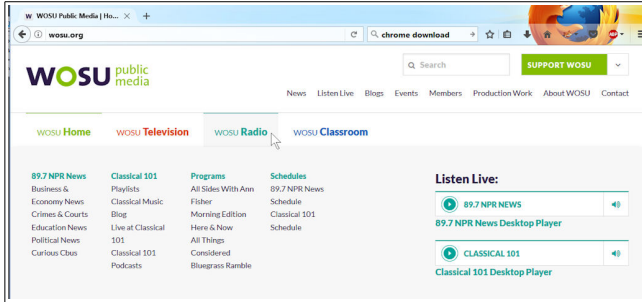 W WOSU Public Media | Ho...
wosu.org
chrome download
WOSU public media
Search
SUPPORT WOSU
News Listen Live Blogs Events Members Production Work About WOSU Contact
WOSU Home WOSU Television WOSU Radio WOSU Classroom
89.7 NPR News
Business &
Economy News
Crimes & Courts
Education News
Political News
Curious Cbus
Classical 101
Playlists
Classical Music
Blog
Live at Classical
101
Classical 101
Podcasts
Programs
All Sides With Ann
Fisher
Morning Edition
Here & Now
All Things
Considered
Bluegrass Ramble
Schedules
89.7 NPR News
Schedule
Classical 101
Schedule
Listen Live:
89.7 NPR NEWS
89.7 NPR News Desktop Player
CLASSICAL 101
Classical 101 Desktop Player